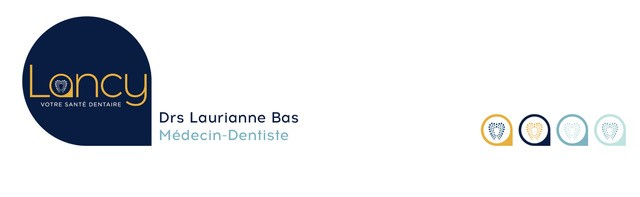 Lancy
VOTRE SANTÉ DENTAIRE
Drs Laurianne Bas
Médecin-Dentiste